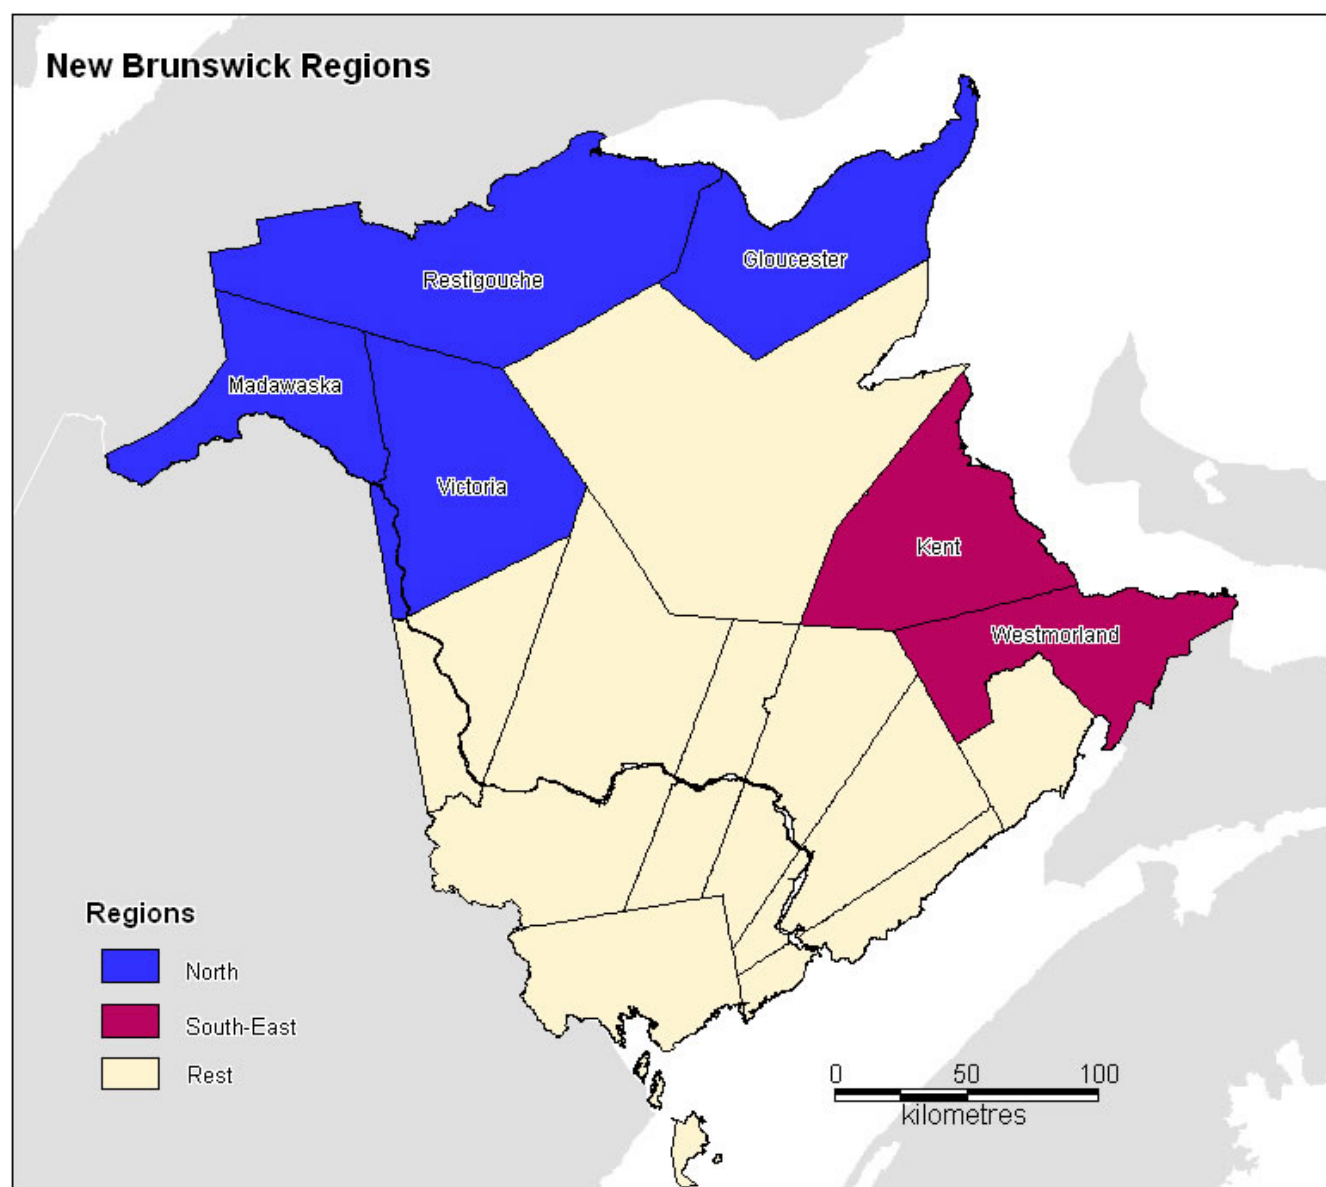 New Brunswick Regions
Gloucester
Restigouche
Madawaska
Victoria
Kent
Westmorland
Regions
North
South-East
Rest
0 50 100
kilometres